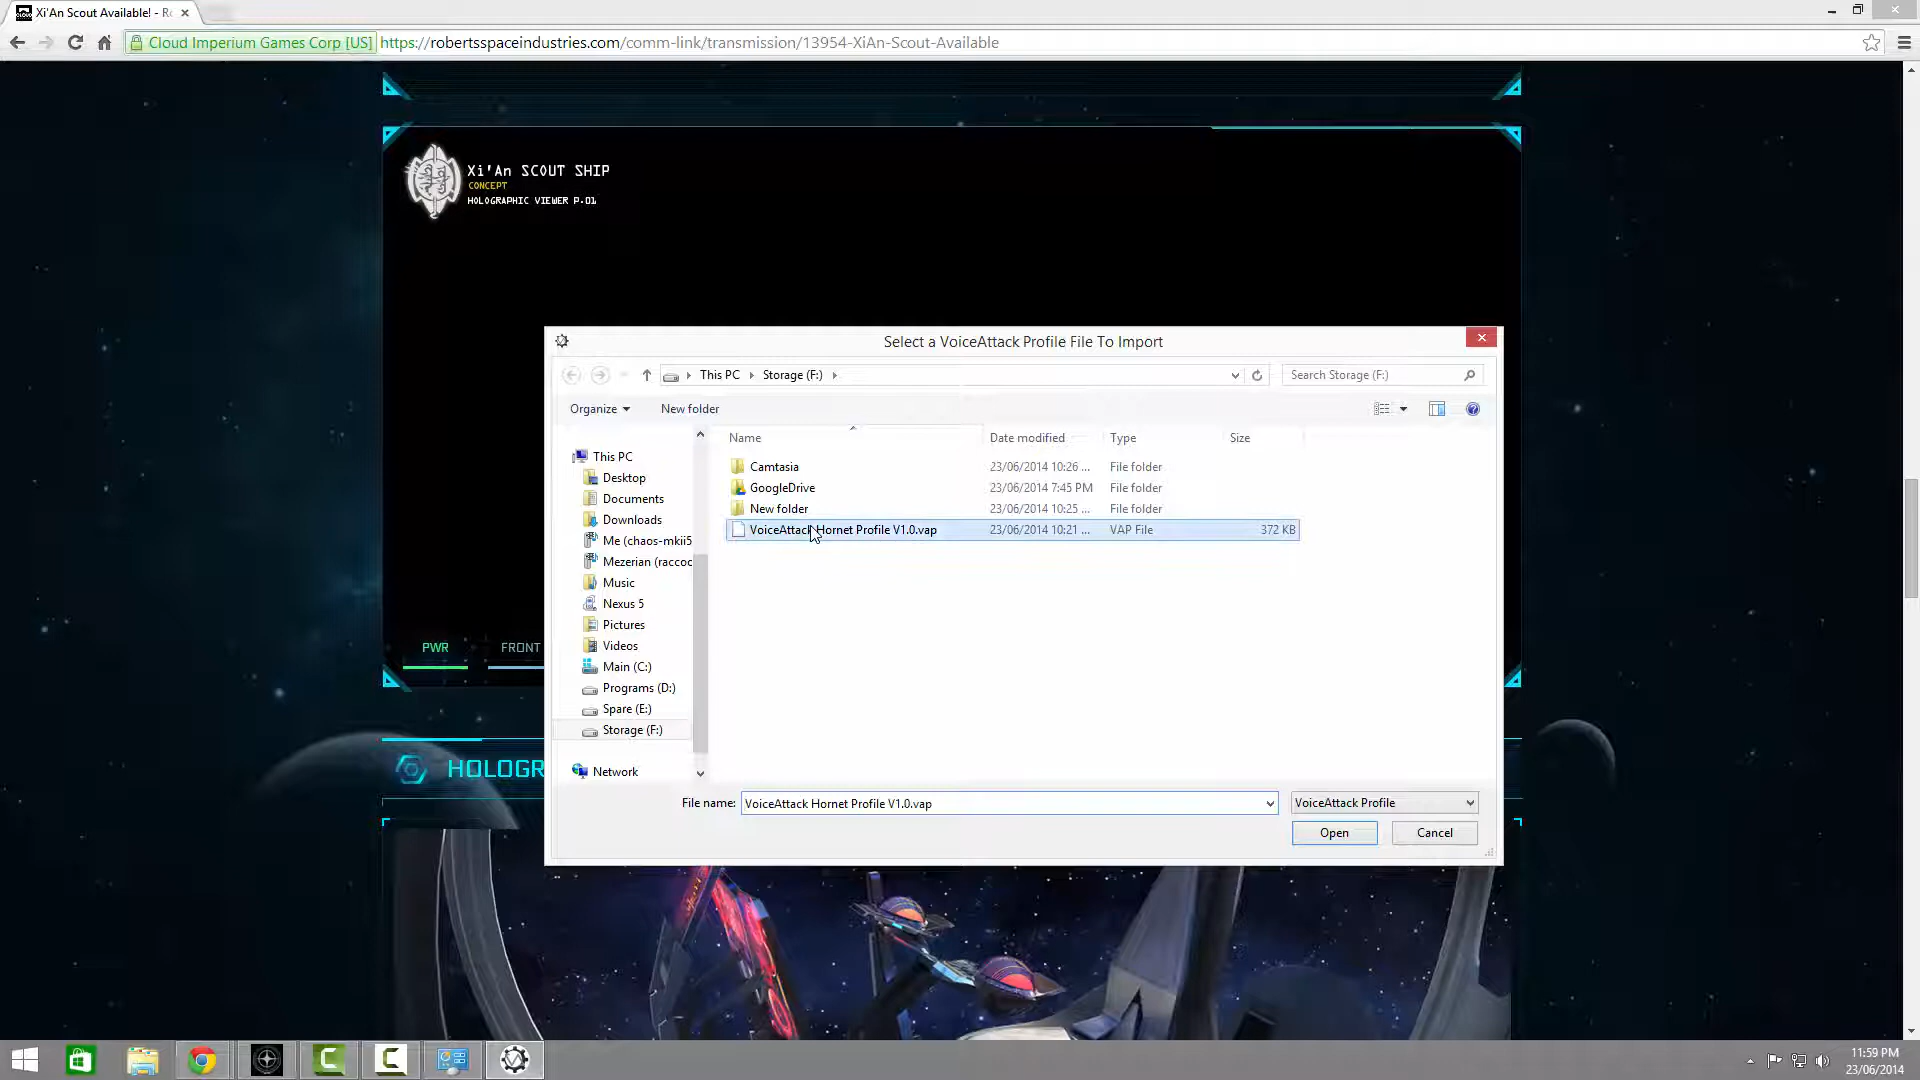 Xi'An Scout Available! - Ro
Cloud Imperium Games Corp [US] https://robertsspaceindustries.com/comm-link/transmission/13954-XiAn-Scout-Available
Xi'An SCOUT SHIP
CONCEPT
HOLOGRAPHIC VIEWER P.01
Select a VoiceAttack Profile File To Import
This PC Storage (F:) Search Storage (F:)
Organize New folder
Name Date modified Type Size
This PC
Desktop
Documents
Downloads
Me (chaos-mkii5
Mezerian (raccoc
Music
Nexus 5
Pictures
Videos
Main (C:)
Programs (D:)
Spare (E:)
Storage (F:)
Network
Camtasia 23/06/2014 10:26 ... File folder
GoogleDrive 23/06/2014 7:45 PM File folder
New folder 23/06/2014 10:25 ... File folder
VoiceAttack Hornet Profile V1.0.vap 23/06/2014 10:21 ... VAP File 372 KB
File name: VoiceAttack Hornet Profile V1.0.vap VoiceAttack Profile
Open Cancel
PWR FRONT
HOLOGR
11:59 PM
23/06/2014